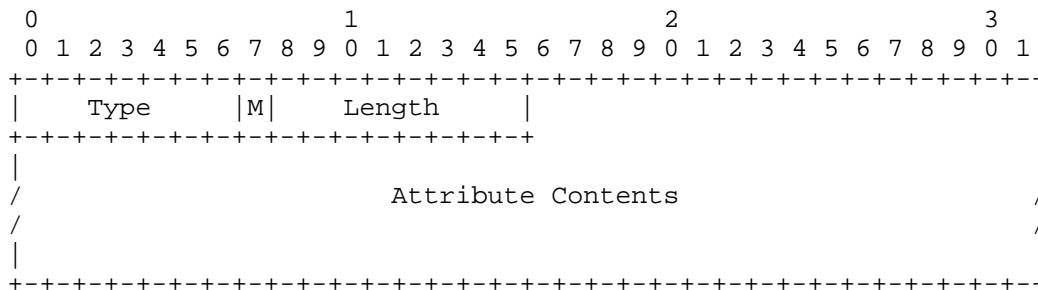 0                   1                   2                   3
 0 1 2 3 4 5 6 7 8 9 0 1 2 3 4 5 6 7 8 9 0 1 2 3 4 5 6 7 8 9 0 1
+-+-+-+-+-+-+-+-+-+-+-+-+-+-+-+-+-+-+-+-+-+-+-+-+-+-+-+-+-+-+-+--
|    Type     |M|    Length     |
+-+-+-+-+-+-+-+-+-+-+-+-+-+-+-+-+
|
/                       Attribute Contents                      /
/                                                               /
|
+-+-+-+-+-+-+-+-+-+-+-+-+-+-+-+-+-+-+-+-+-+-+-+-+-+-+-+-+-+-+-+--